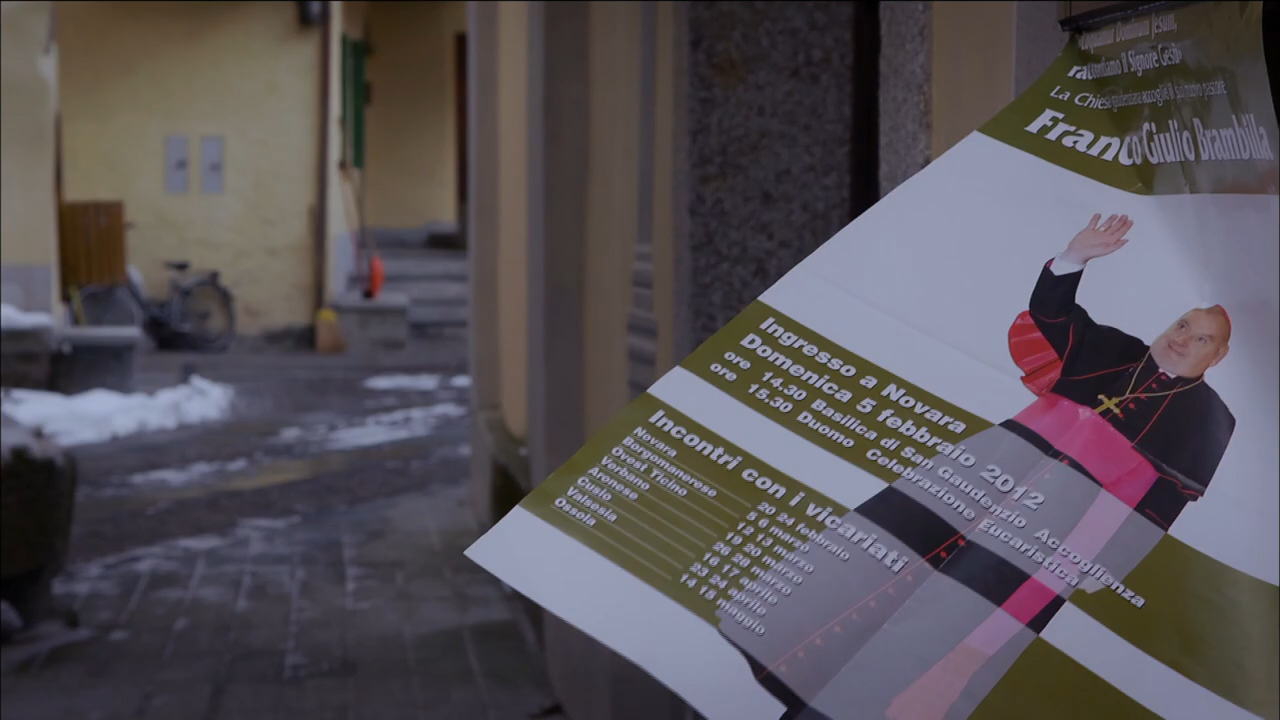 Dominum Jesum,
raccontiamo il Signore Gesù
La Chiesa gaudenziana accoglie il suo nuovo pastore
Franco Giulio Brambilla
Ingresso a Novara
Domenica 5 febbraio 2012
ore 14.30 Basilica di San Gaudenzio Accoglienza
ore 15.30 Duomo Celebrazione Eucaristica
Incontri con i vicariati
Novara 20 24 febbraio
Borgomanerese 5 6 marzo
Ovest Ticino 12 13 marzo
Verbano 19 20 marzo
Aronese 26 28 marzo
Cusio 16 17 aprile
Valsesia 23 24 aprile
Ossola 14 15 maggio